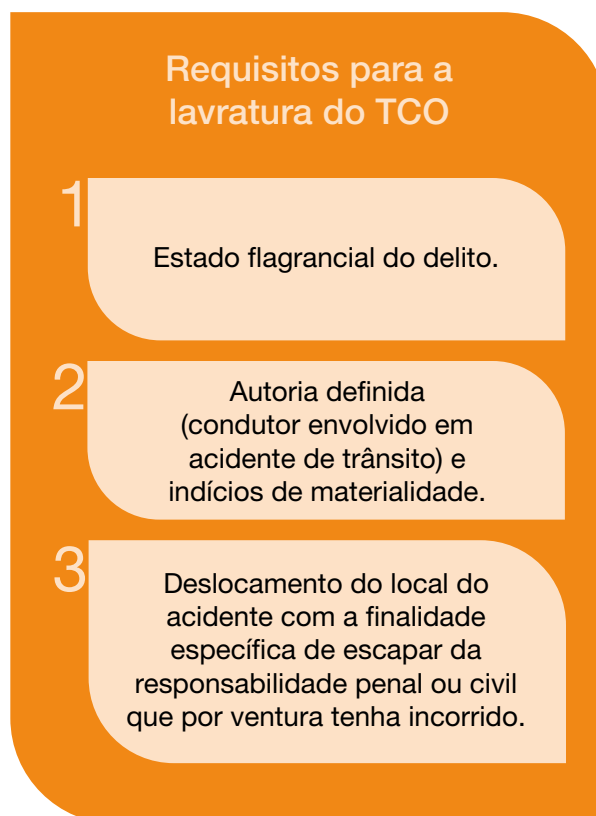 Requisitos para a
lavratura do TCO
1
Estado flagrancial do delito.
2
Autoria definida
(condutor envolvido em
acidente de trânsito) e
indícios de materialidade.
3
Deslocamento do local do
acidente com a finalidade
específica de escapar da
responsabilidade penal ou civil
que por ventura tenha incorrido.